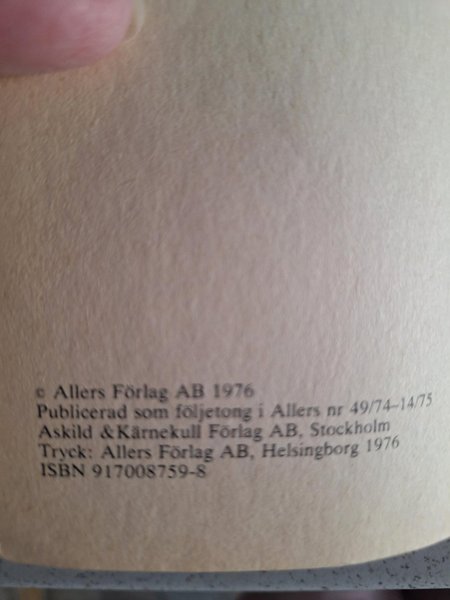 © Allers Förlag AB 1976
Publicerad som följetong i Allers nr 49/74–14/75
Askild & Kärnekull Förlag AB, Stockholm
Tryck: Allers Förlag AB, Helsingborg 1976
ISBN 917008759-8